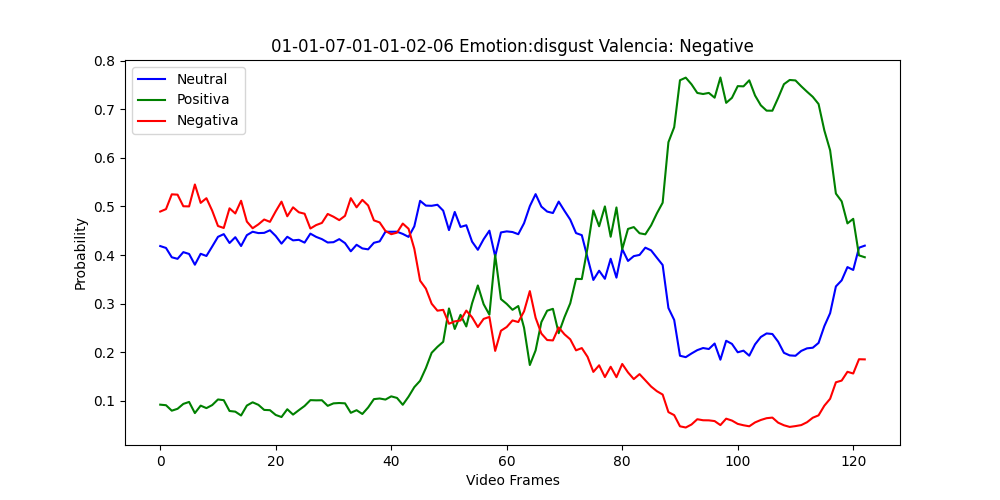 01-01-07-01-01-02-06 Emotion:disgust Valencia: Negative
Neutral
Positiva
Negativa
Probability
0.8
0.7
0.6
0.5
0.4
0.3
0.2
0.1
0 20 40 60 80 100 120
Video Frames